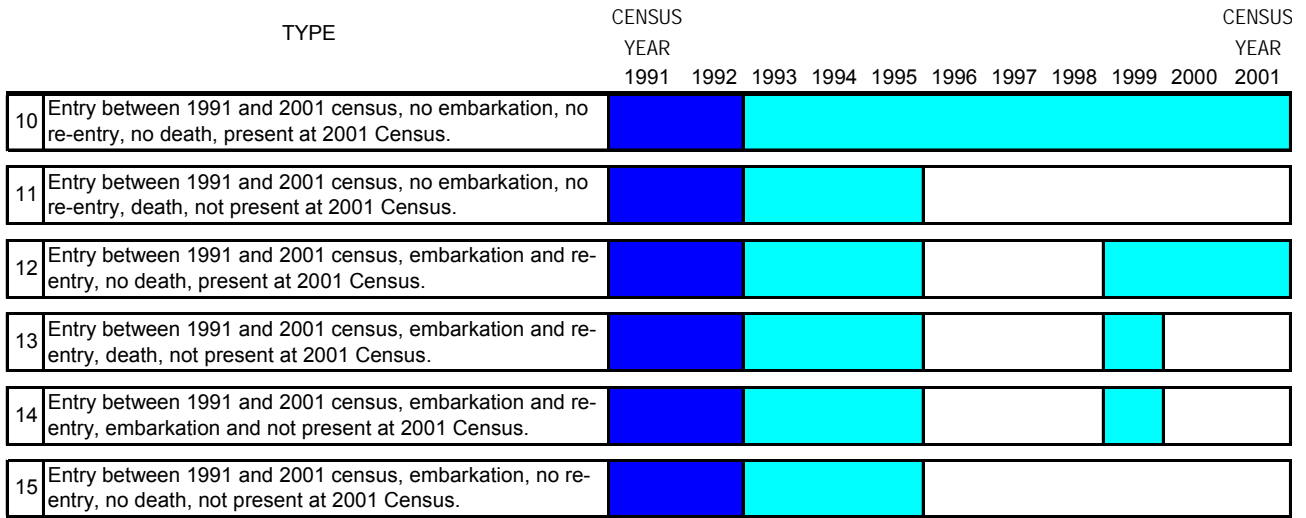 CENSUS CENSUS
TYPE
YEAR YEAR
1991 1992 1993 1994 1995 1996 1997 1998 1999 2000 2001
10 Entry between 1991 and 2001 census, no embarkation, no
re-entry, no death, present at 2001 Census.
11 Entry between 1991 and 2001 census, no embarkation, no
re-entry, death, not present at 2001 Census.
12 Entry between 1991 and 2001 census, embarkation and re-
entry, no death, present at 2001 Census.
13 Entry between 1991 and 2001 census, embarkation and re-
entry, death, not present at 2001 Census.
14 Entry between 1991 and 2001 census, embarkation and re-
entry, embarkation and not present at 2001 Census.
15 Entry between 1991 and 2001 census, embarkation, no re-
entry, no death, not present at 2001 Census.